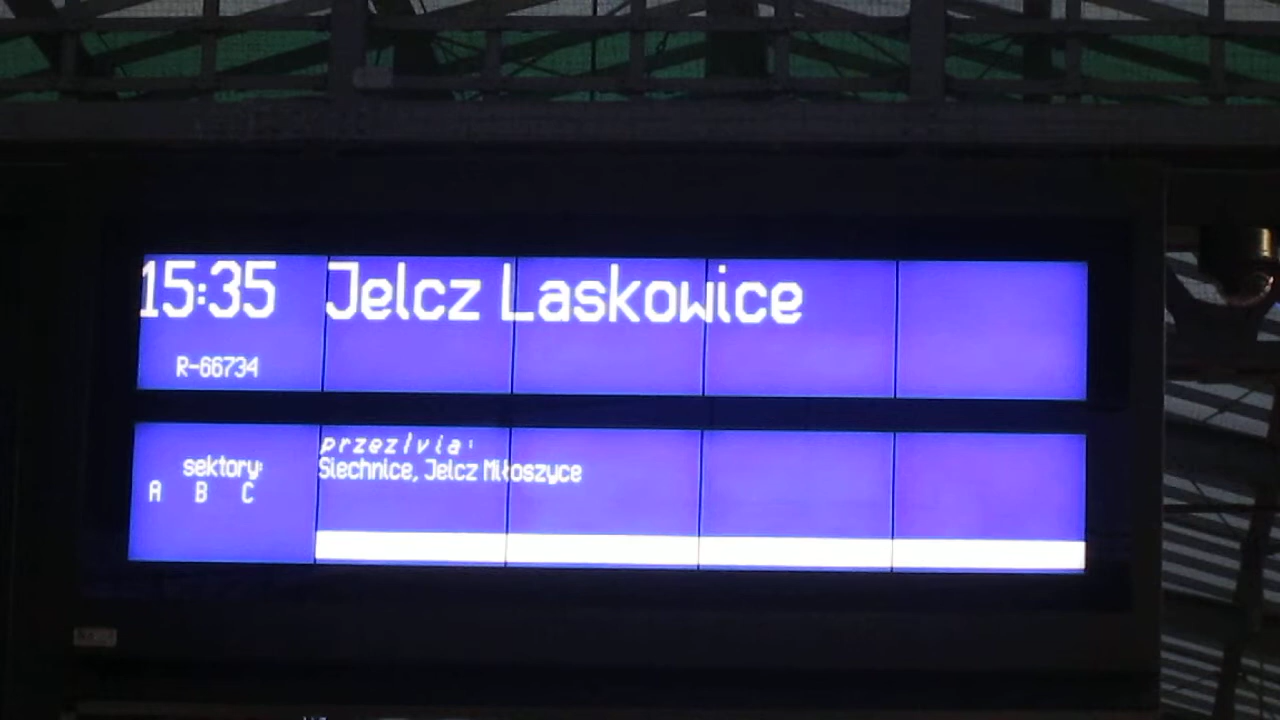 15:35 Jelcz Laskowice
R-66734
przez/via:
sektory: Siechnice, Jelcz Miłoszyce
A B C